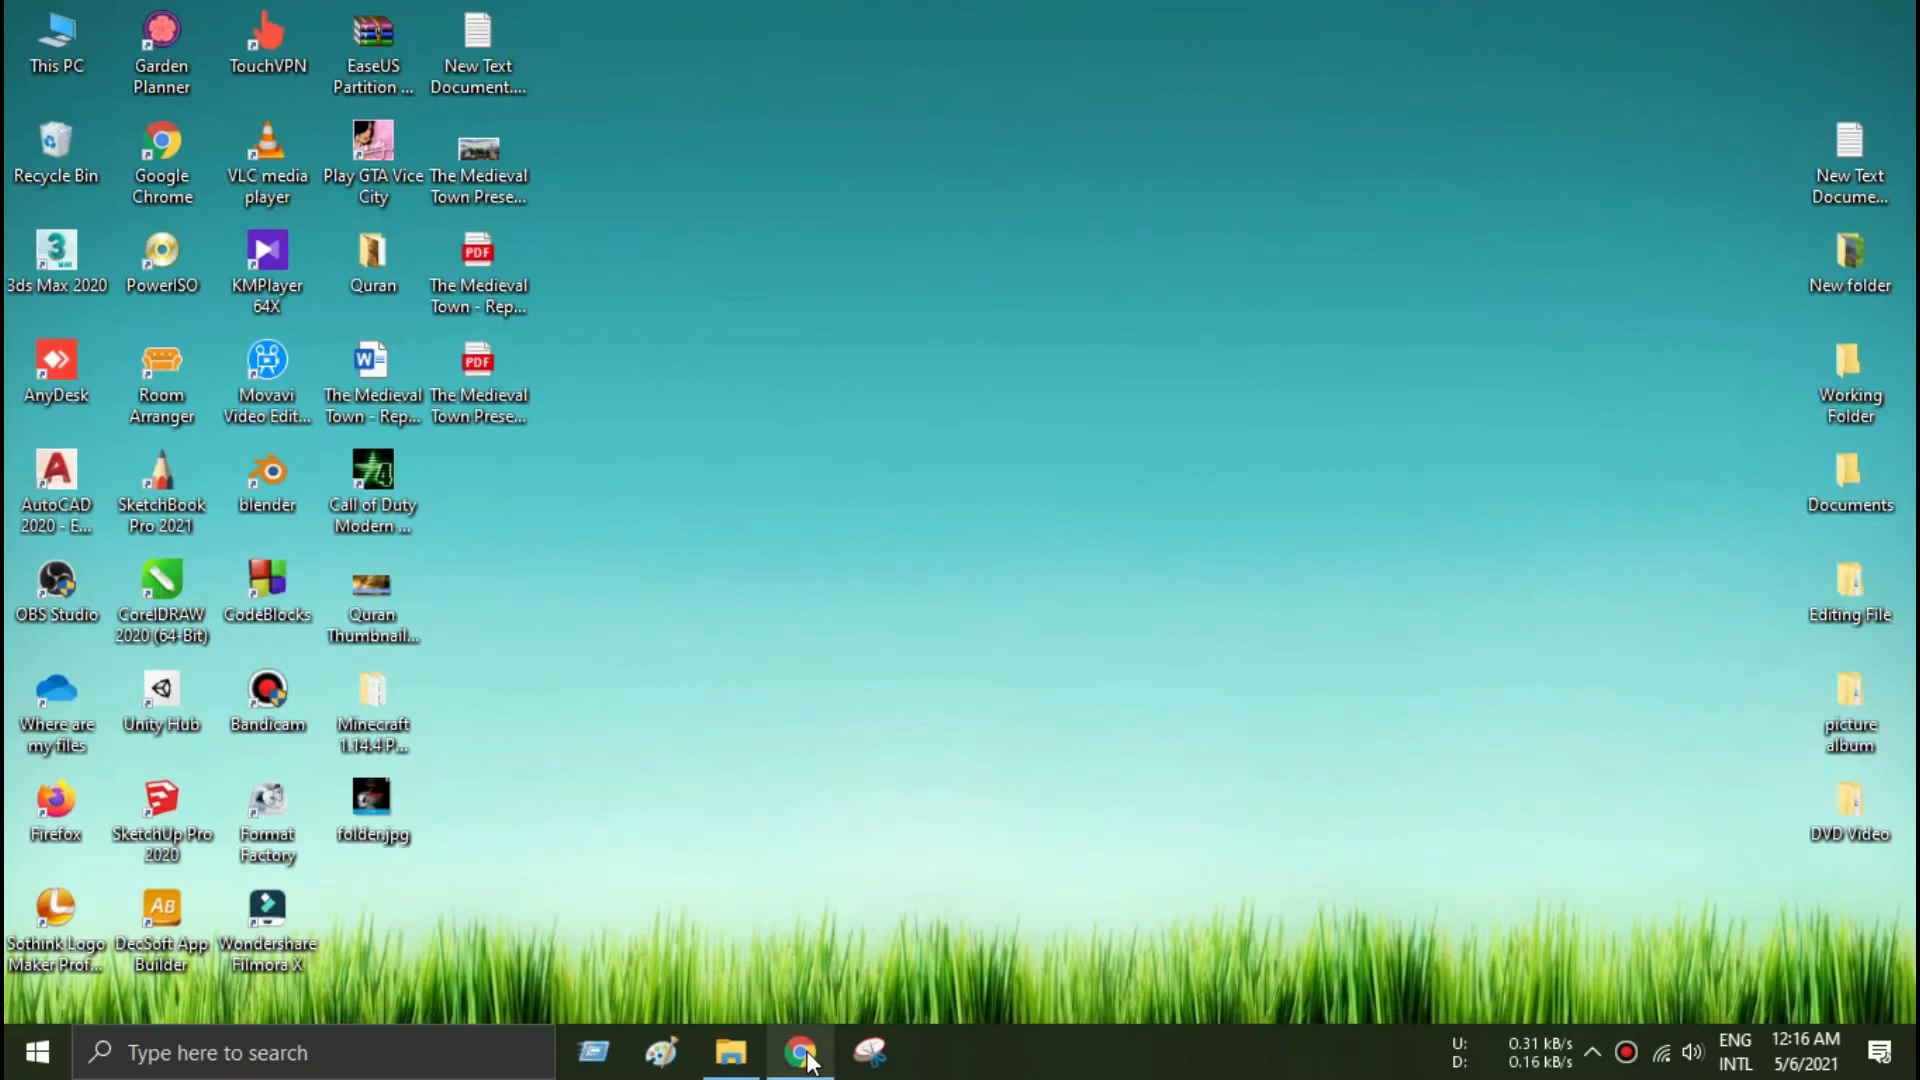 This PC
Garden
Planner
TouchVPN
EaseUS
Partition ...
New Text
Document....
Recycle Bin
Google
Chrome
VLC media
player
Play GTA Vice
City
The Medieval
Town Prese...
New Text
Docume...
3ds Max 2020
PowerISO
KMPlayer
64X
Quran
PDF
The Medieval
Town - Rep...
New folder
AnyDesk
Room
Arranger
Movavi
Video Edit...
W
The Medieval
Town - Rep...
PDF
The Medieval
Town Prese...
Working
Folder
AutoCAD
2020 - E...
SketchBook
Pro 2021
blender
Call of Duty
Modern ...
Documents
OBS Studio
CorelDRAW
2020 (64-Bit)
CodeBlocks
Quran
Thumbnail...
Editing File
Where are
my files
Unity Hub
Bandicam
Minecraft
1.14.4 P...
picture
album
Firefox
SketchUp Pro
2020
Format
Factory
folder.jpg
DVD Video
Sothink Logo
Maker Prof...
AB
DecSoft App
Builder
Wondershare
Filmora X
Type here to search
U: 0.31 kB/s
D: 0.16 kB/s
ENG
INTL
12:16 AM
5/6/2021